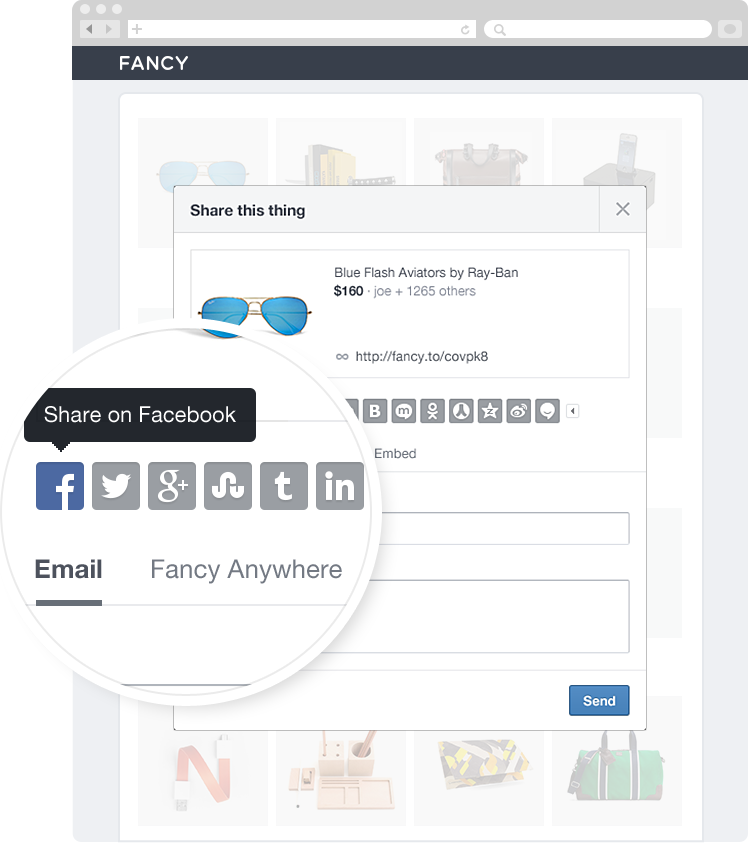 FANCY
Share this thing
Blue Flash Aviators by Ray-Ban
$160 · joe + 1265 others
http://fancy.to/covpk8
Share on Facebook
Embed
Email
Fancy Anywhere
Send